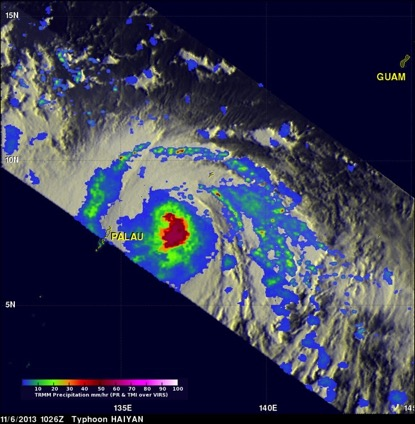 15N
GUAM
10N
PALAU
5N
10 20 30 40 50 60 70 80 90 100
TRMM Precipitation mm/hr (PR & TMI over VIRS)
135E 140E
11/6/2013 1026Z Typhoon HAIYAN